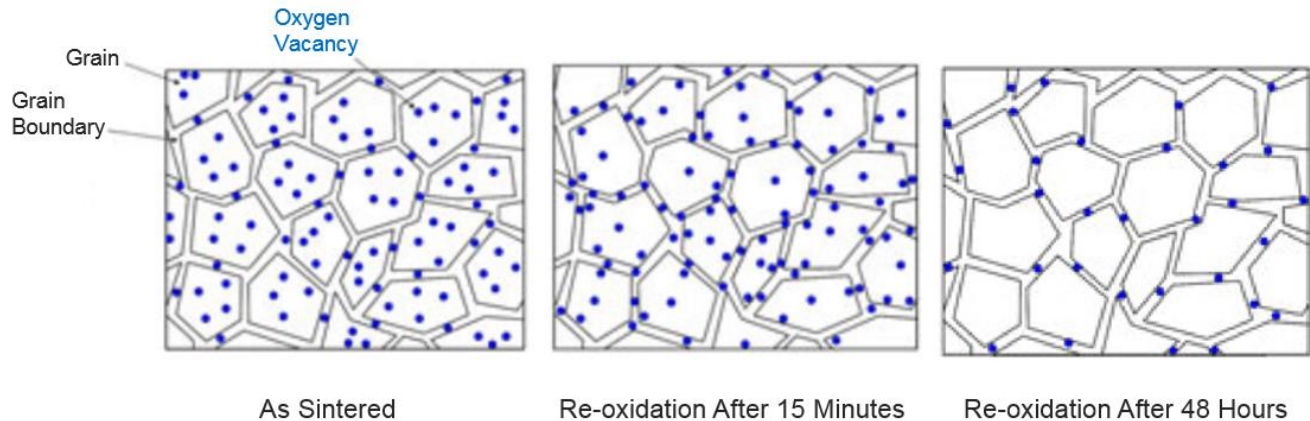 Oxygen
Vacancy
Grain
Grain
Boundary
As Sintered
Re-oxidation After 15 Minutes
Re-oxidation After 48 Hours